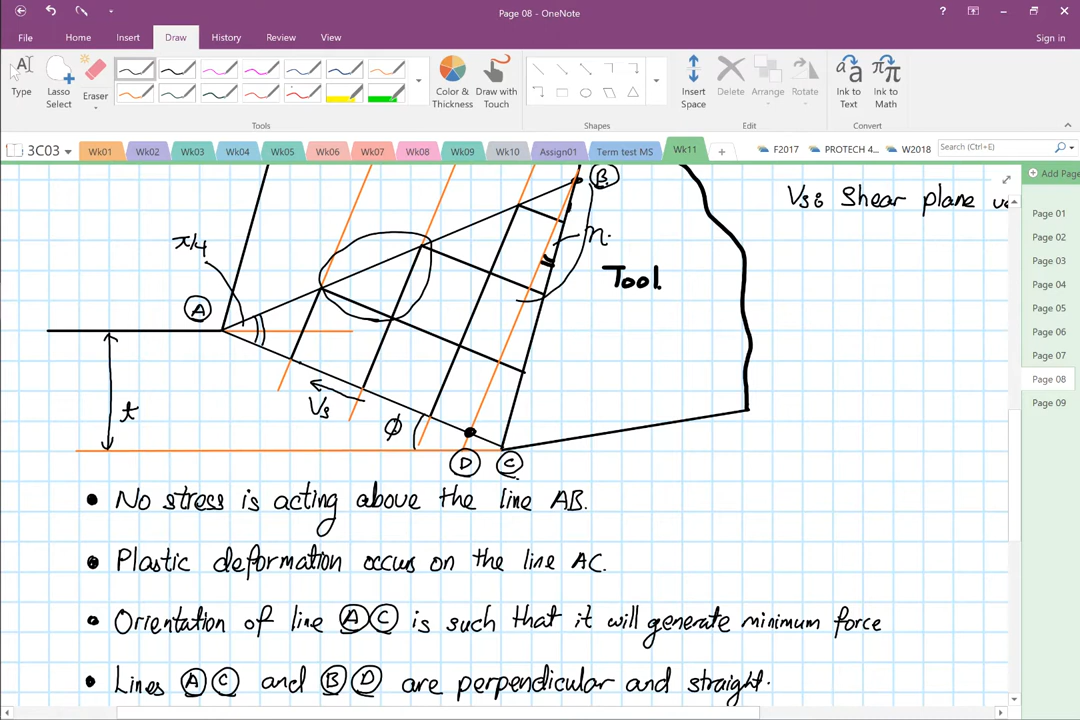 Page 08 - OneNote
File Home Insert Draw History Review View Sign in
Type Lasso Select Eraser Color & Thickness Draw with Touch Insert Space Delete Arrange Rotate Ink to Text Ink to Math
Tools Shapes Edit Convert
3C03 Wk01 Wk02 Wk03 Wk04 Wk05 Wk06 Wk07 Wk08 Wk09 Wk10 Assign01 Term test MS Wk11 F2017 PROTECH 4... W2018 Search (Ctrl+E)
Add Page
Page 01
Page 02
Page 03
Page 04
Page 05
Page 06
Page 07
Page 08
Page 09
B
Vs: Shear plane
π/4
n
Tool
A
t
Vs
ϕ
D C
• No stress is acting above the line AB.
• Plastic deformation occurs on the line AC.
• Orientation of line A C is such that it will generate minimum force
• Lines A C and B D are perpendicular and straight.